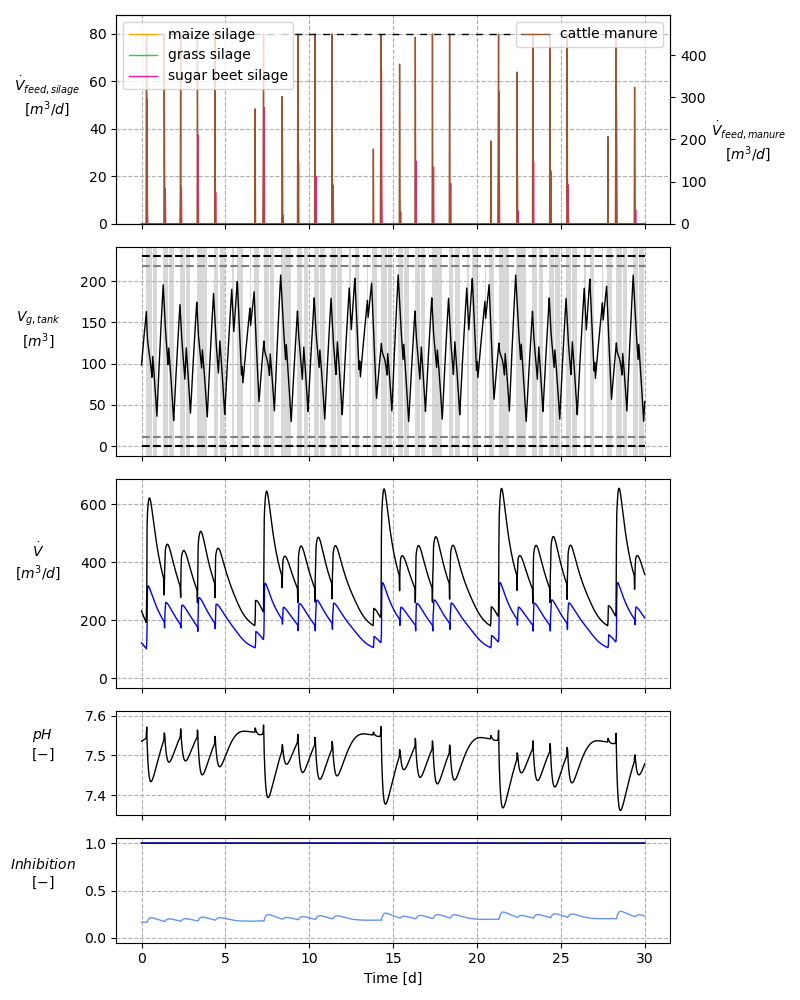 maize silage
grass silage
sugar beet silage
cattle manure
80
60
40
20
0
400
300
200
100
0
V̇feed, silage
[m³/d]
V̇feed, manure
[m³/d]
200
150
100
50
0
Vg, tank
[m³]
600
400
200
0
V̇
[m³/d]
7.6
7.5
7.4
pH
[−]
1.0
0.5
0.0
Inhibition
[−]
0 5 10 15 20 25 30
Time [d]